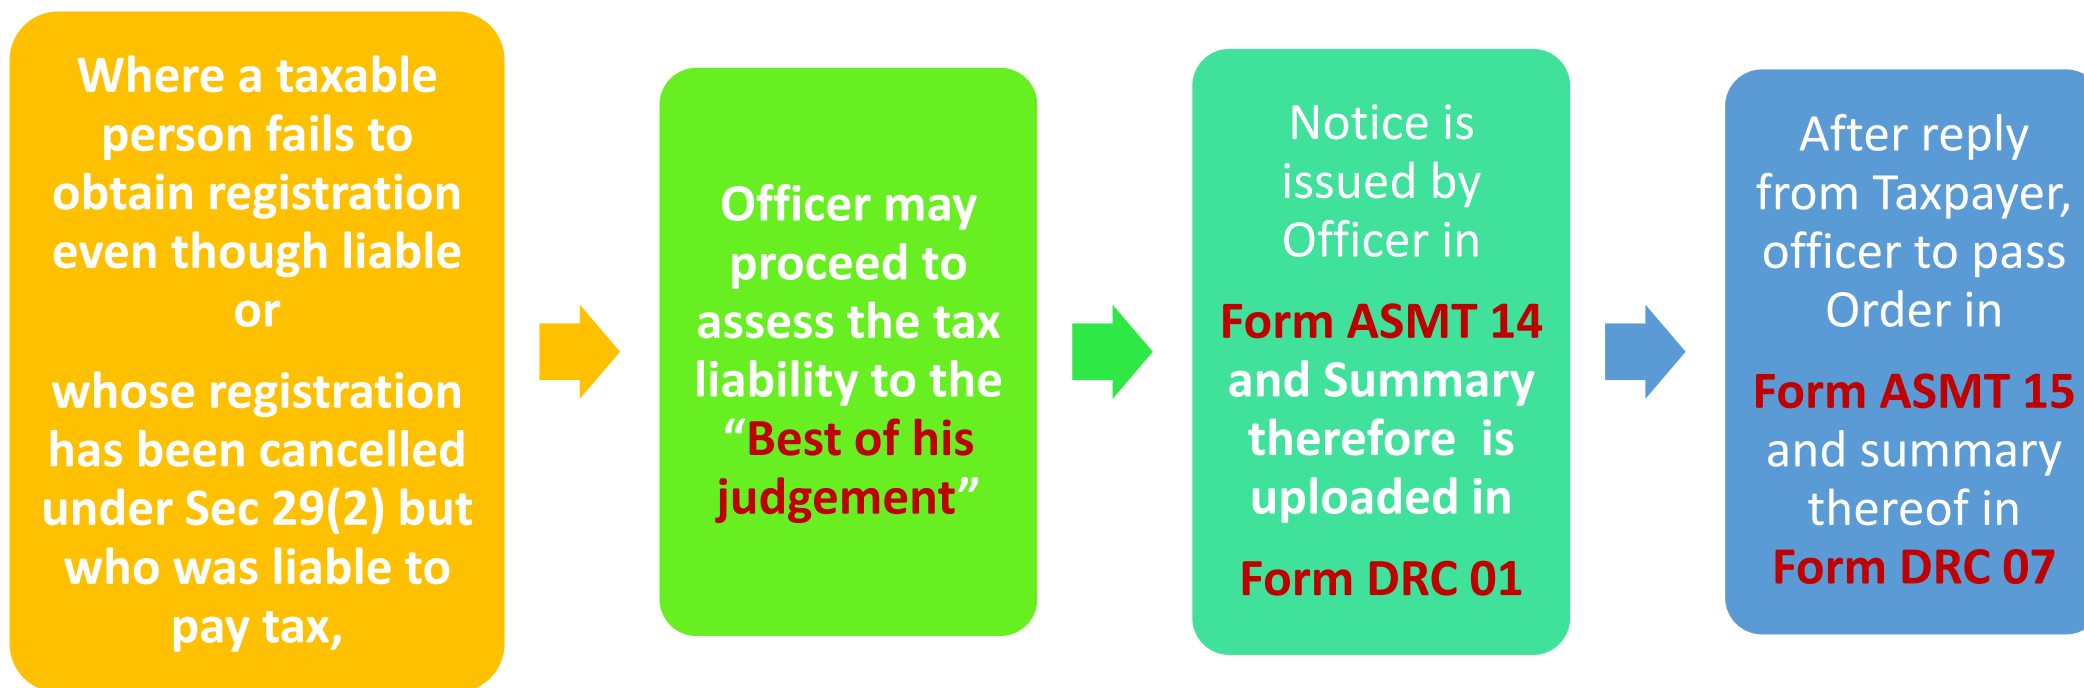 Where a taxable
person fails to
obtain registration
even though liable
or
whose registration
has been cancelled
under Sec 29(2) but
who was liable to
pay tax,
Officer may
proceed to
assess the tax
liability to the
“Best of his
judgement”
Notice is
issued by
Officer in
Form ASMT 14
and Summary
therefore is
uploaded in
Form DRC 01
After reply
from Taxpayer,
officer to pass
Order in
Form ASMT 15
and summary
thereof in
Form DRC 07